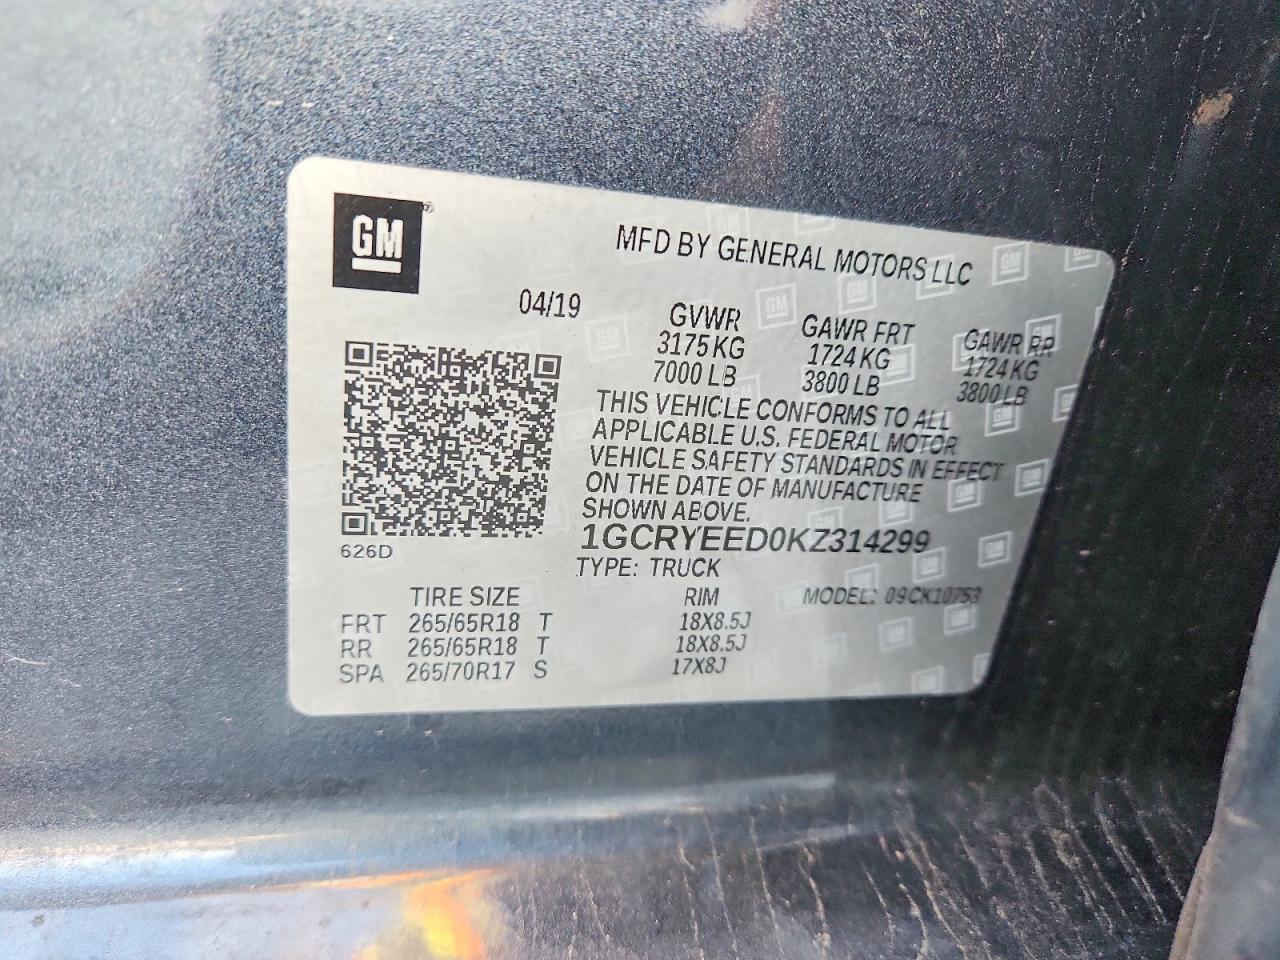 GM®
MFD BY GENERAL MOTORS LLC
04/19
GVWR GAWR FRT GAWR RR
3175 KG 1724 KG 1724 KG
7000 LB 3800 LB 3800 LB
THIS VEHICLE CONFORMS TO ALL
APPLICABLE U.S. FEDERAL MOTOR
VEHICLE SAFETY STANDARDS IN EFFECT
ON THE DATE OF MANUFACTURE
SHOWN ABOVE.
1GCRYEED0KZ314299
626D
TYPE: TRUCK
MODEL: 09CK10753
TIRE SIZE RIM
FRT 265/65R18 T 18X8.5J
RR 265/65R18 T 18X8.5J
SPA 265/70R17 S 17X8J